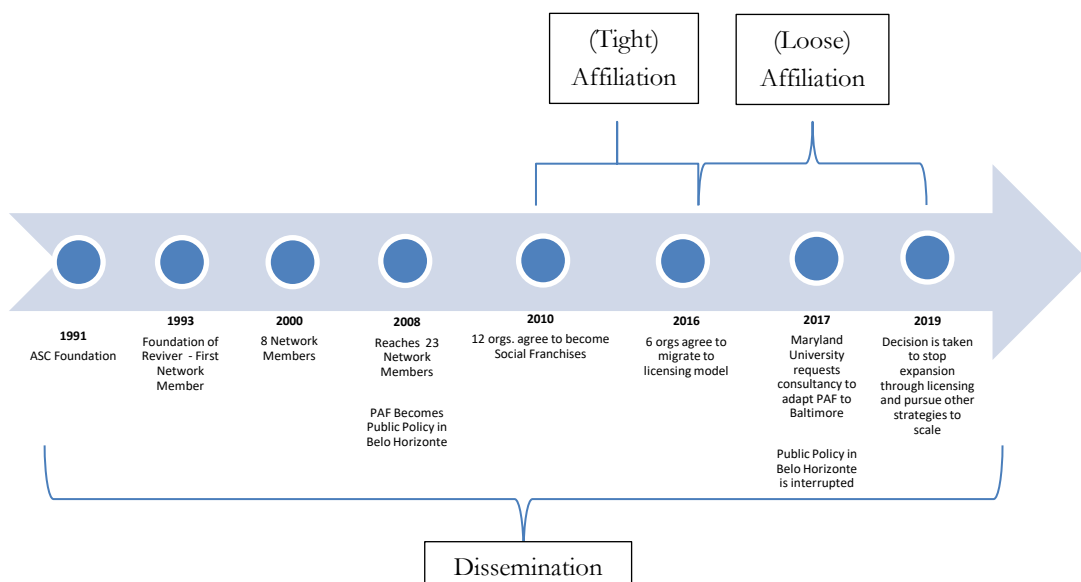 (Tight)
Affiliation
(Loose)
Affiliation
1991
ASC Foundation
1993
Foundation of
Reviver - First
Network
Member
2000
8 Network
Members
2008
Reaches 23
Network
Members
PAF Becomes
Public Policy in
Belo Horizonte
2010
12 orgs. agree to become
Social Franchises
2016
6 orgs agree to
migrate to
licensing model
2017
Maryland
University
requests
consultancy to
adapt PAF to
Baltimore
Public Policy in
Belo Horizonte
is interrupted
2019
Decision is taken
to stop
expansion
through licensing
and pursue other
strategies to
scale
Dissemination